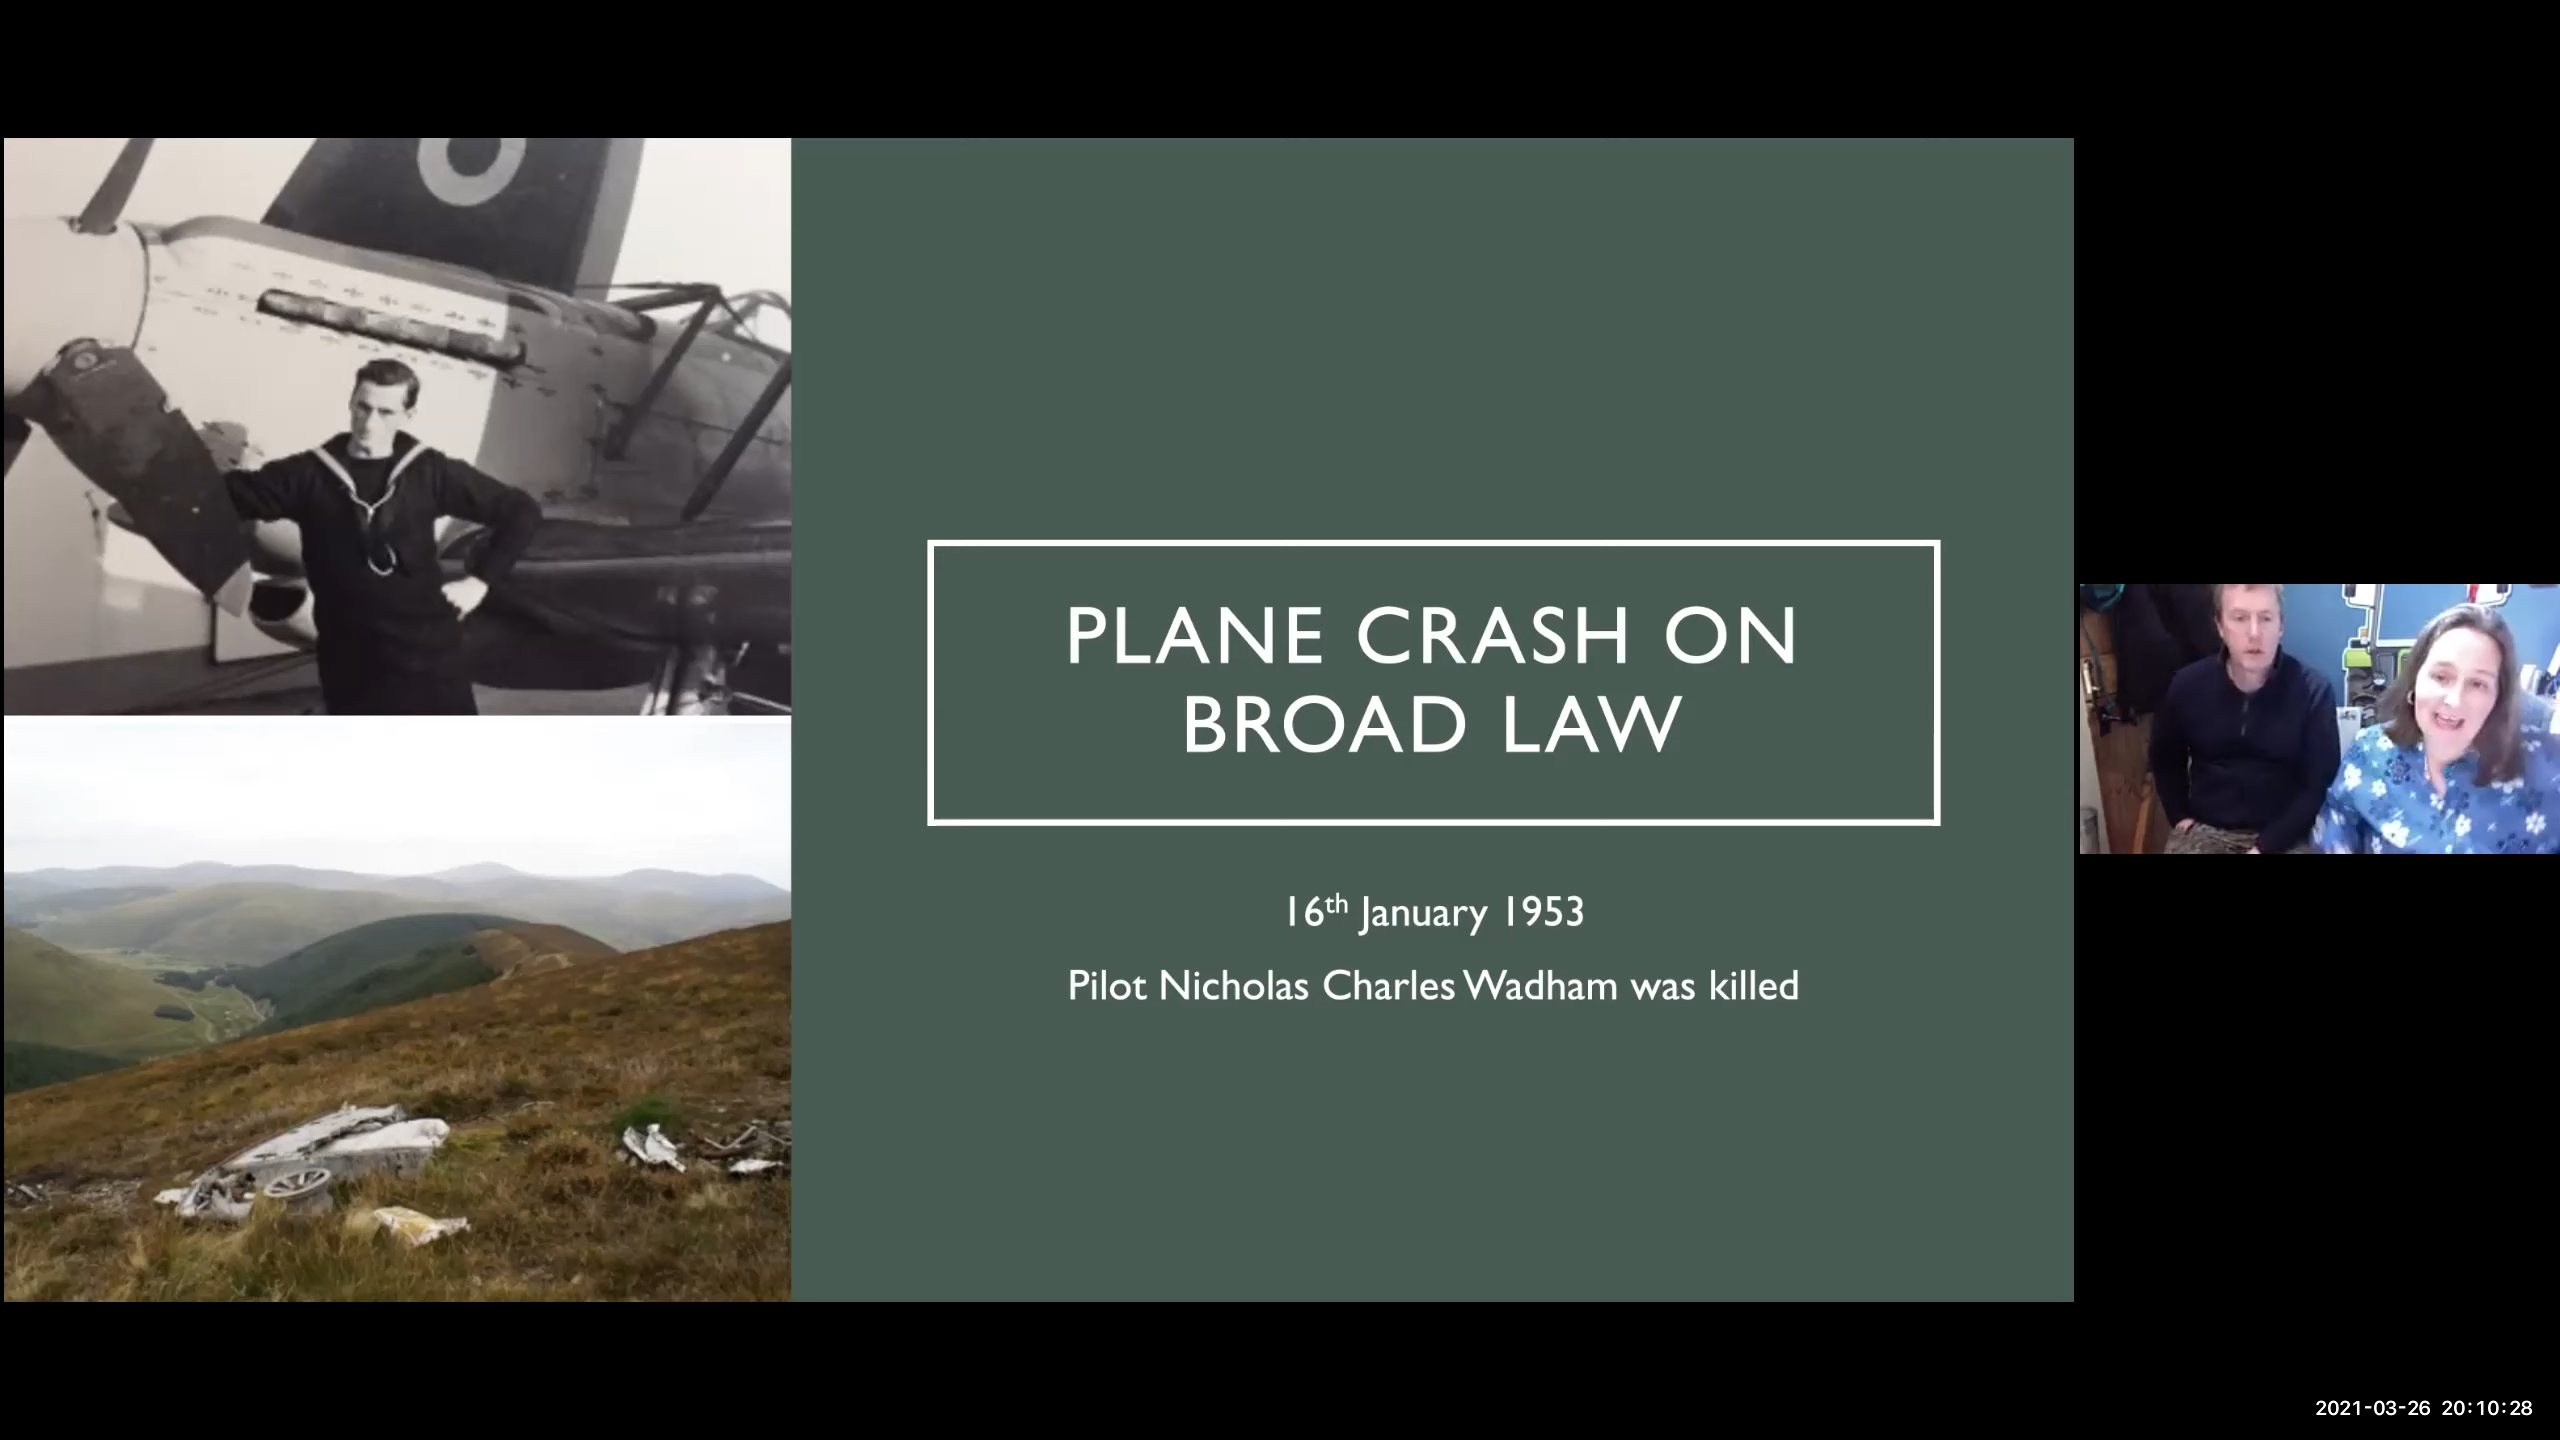 PLANE CRASH ON
BROAD LAW
16th January 1953
Pilot Nicholas Charles Wadham was killed
2021-03-26 20:10:28